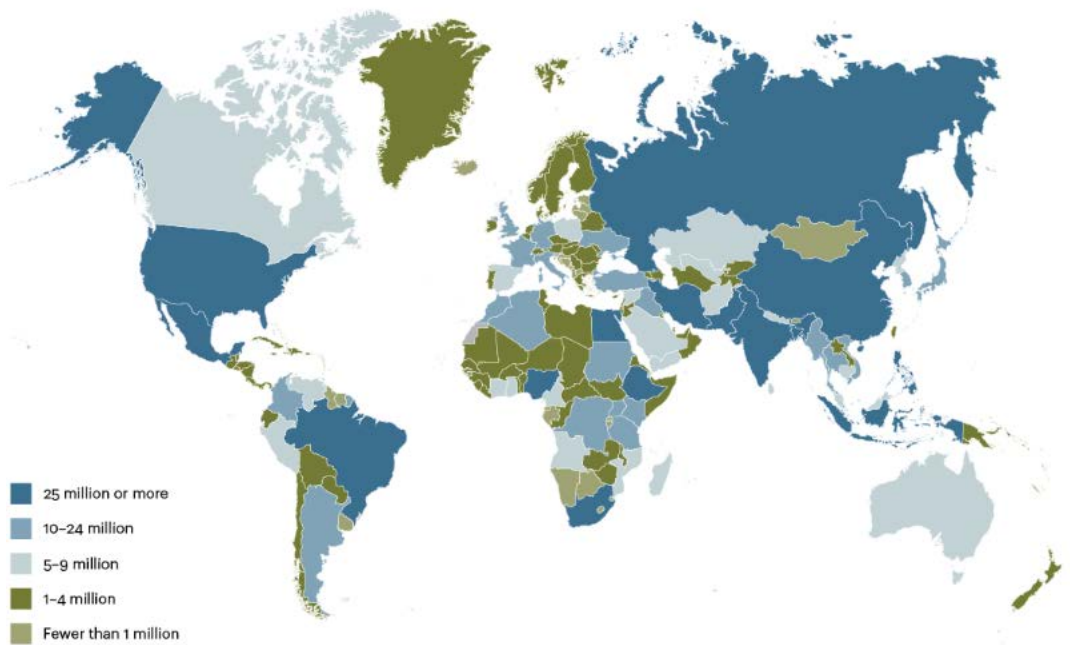 25 million or more
10–24 million
5–9 million
1–4 million
Fewer than 1 million